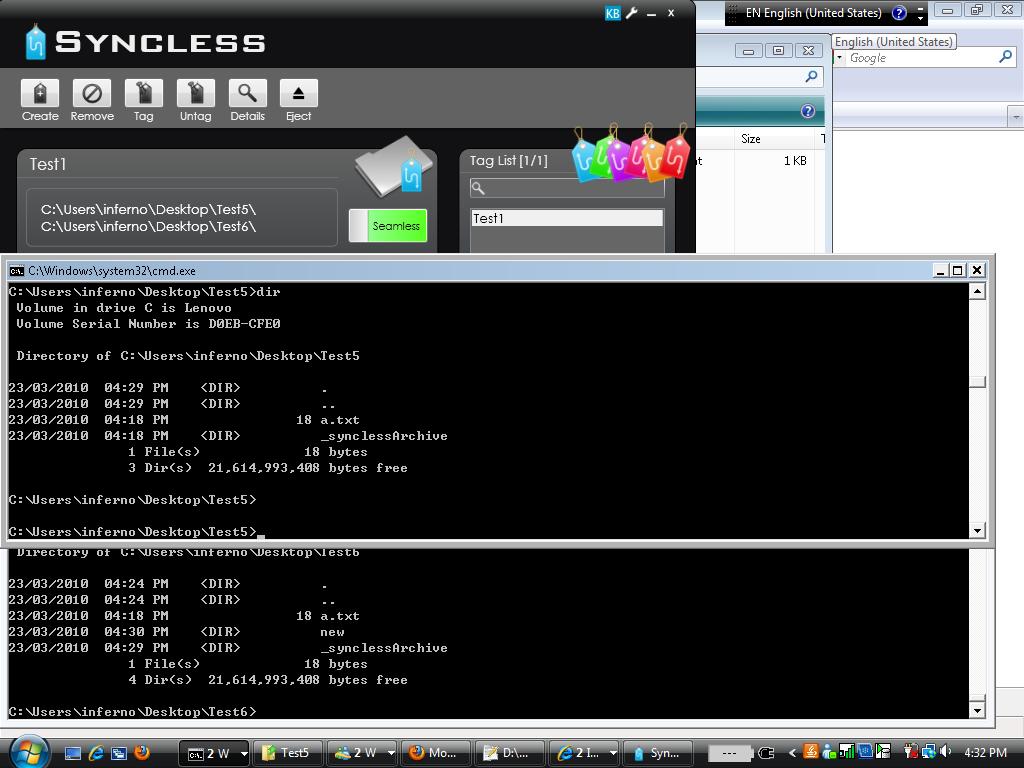 KB
EN English (United States)
English (United States)
Google
SYNCLESS
Create Remove Tag Untag Details Eject
Test1
C:\Users\inferno\Desktop\Test5\
C:\Users\inferno\Desktop\Test6\
Seamless
Tag List [1/1]
Test1
Size
1 KB
C:\Windows\system32\cmd.exe
C:\Users\inferno\Desktop\Test5>dir
Volume in drive C is Lenovo
Volume Serial Number is D0EB-CFE0
Directory of C:\Users\inferno\Desktop\Test5
23/03/2010 04:29 PM <DIR> .
23/03/2010 04:29 PM <DIR> ..
23/03/2010 04:18 PM 18 a.txt
23/03/2010 04:18 PM <DIR> _synclessArchive
1 File(s) 18 bytes
3 Dir(s) 21,614,993,408 bytes free
C:\Users\inferno\Desktop\Test5>
C:\Users\inferno\Desktop\Test5>_
Directory of C:\Users\inferno\Desktop\Test6
23/03/2010 04:24 PM <DIR> .
23/03/2010 04:24 PM <DIR> ..
23/03/2010 04:18 PM 18 a.txt
23/03/2010 04:30 PM <DIR> new
23/03/2010 04:29 PM <DIR> _synclessArchive
1 File(s) 18 bytes
4 Dir(s) 21,614,993,408 bytes free
C:\Users\inferno\Desktop\Test6>
2 W Test5 2 W Mo... D:\... 2 I... Syn... --- 4:32 PM